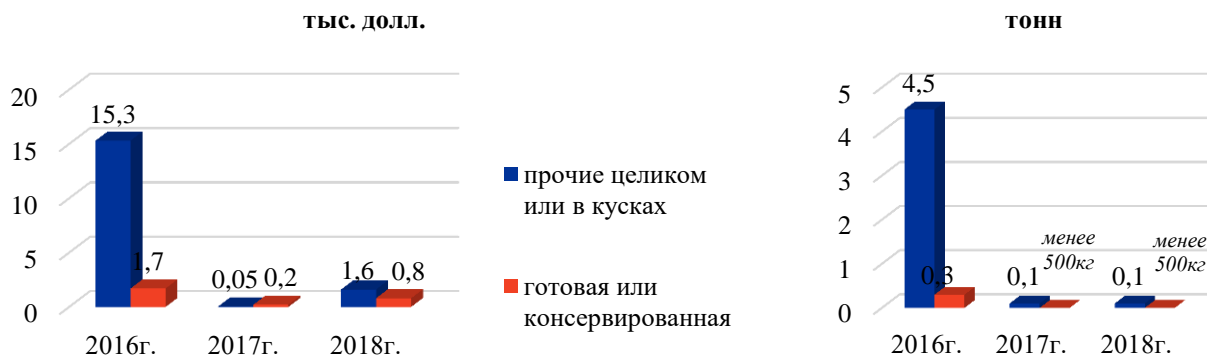 тыс. долл.
20
15
10
5
0
15,3
1,7
0,05
0,2
1,6
0,8
2016г.
2017г.
2018г.
прочие целиком
или в кусках
готовая или
консервированная
тонн
5
4
3
2
1
0
4,5
0,3
0,1
менее
500кг
0,1
менее
500кг
2016г.
2017г.
2018г.